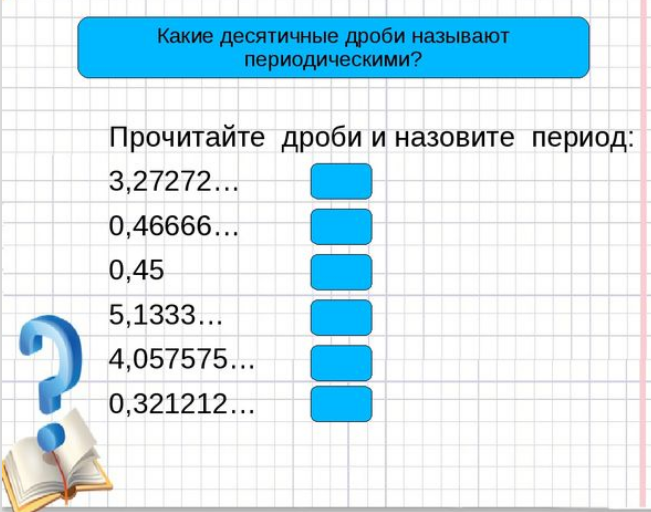 Какие десятичные дроби называют
периодическими?
Прочитайте дроби и назовите период:
3,27272...
0,46666...
0,45
5,1333...
4,057575...
0,321212...